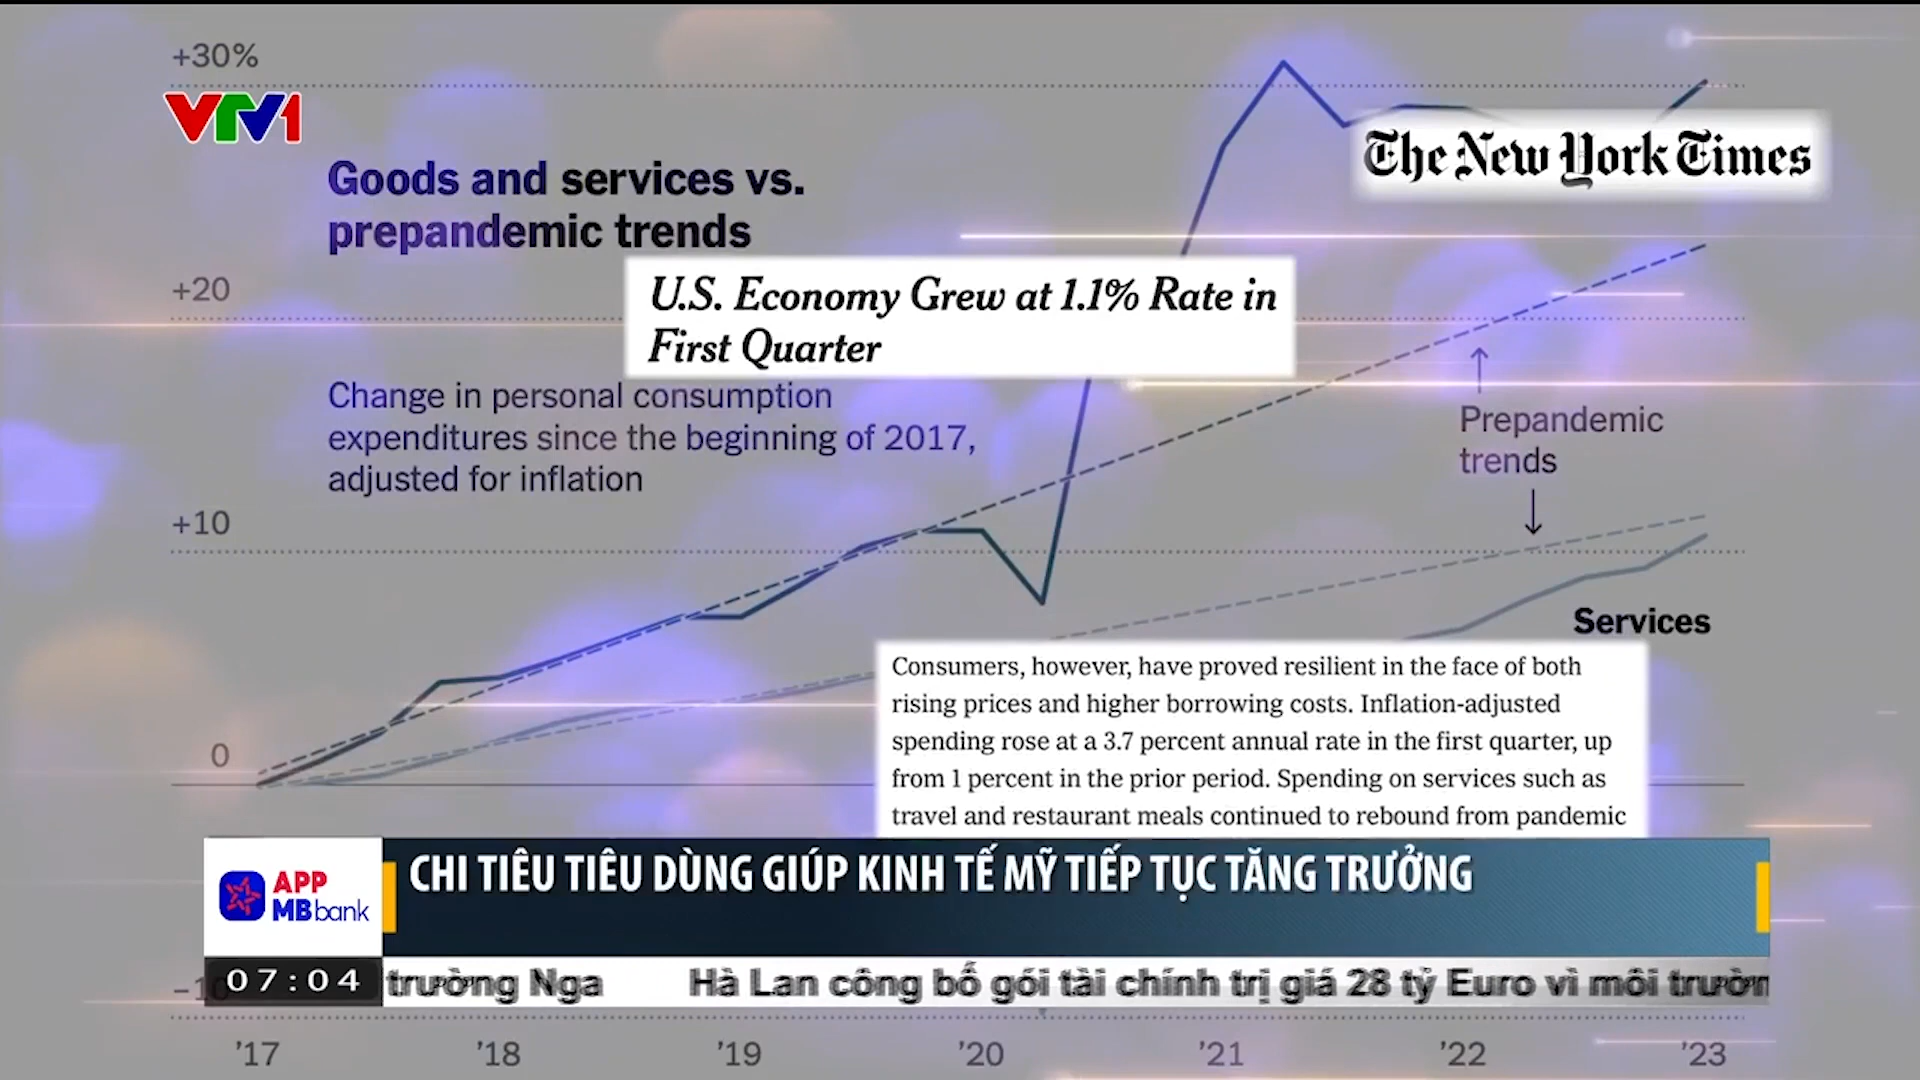 +30%
VTV1
The New York Times
Goods and services vs.
prepandemic trends
+20
U.S. Economy Grew at 1.1% Rate in
First Quarter
Change in personal consumption
expenditures since the beginning of 2017,
adjusted for inflation
Prepandemic
trends
+10
Services
Consumers, however, have proved resilient in the face of both
rising prices and higher borrowing costs. Inflation-adjusted
spending rose at a 3.7 percent annual rate in the first quarter, up
from 1 percent in the prior period. Spending on services such as
travel and restaurant meals continued to rebound from pandemic
0
APP
MBbank
CHI TIÊU TIÊU DÙNG GIÚP KINH TẾ MỸ TIẾP TỤC TĂNG TRƯỞNG
07:04
trường Nga Hà Lan công bố gói tài chính trị giá 28 tỷ Euro vì môi trườn
-10
'17 '18 '19 '20 '21 '22 '23